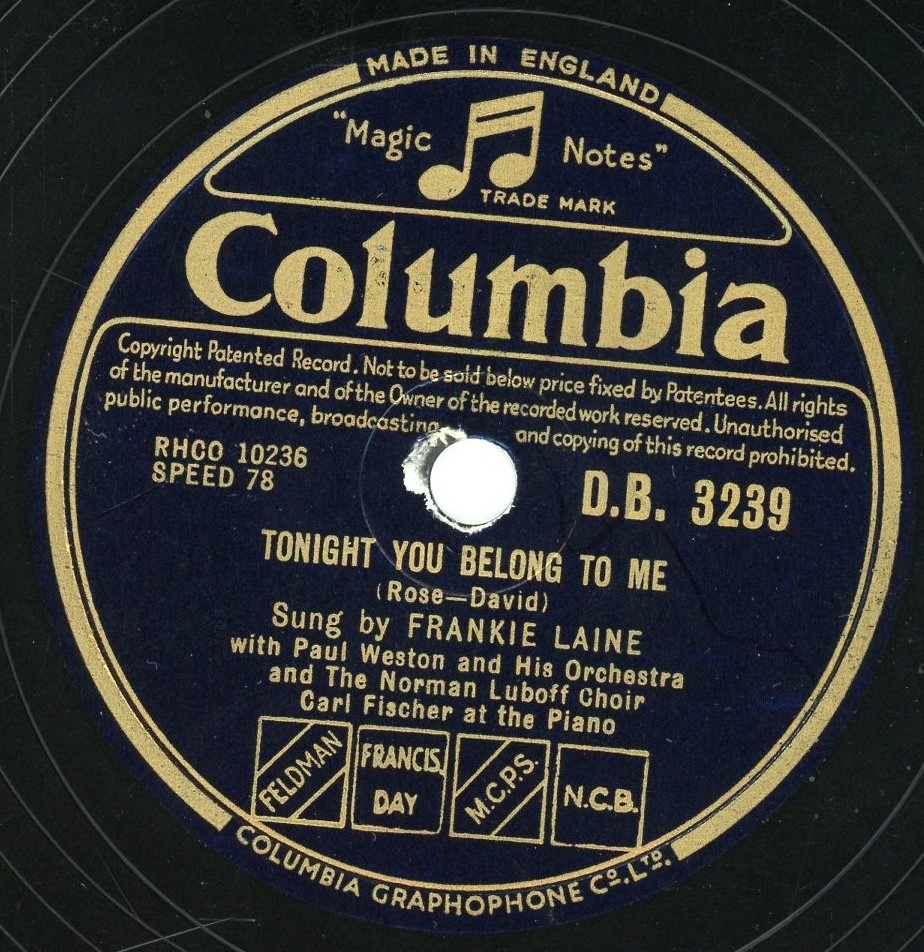 MADE IN ENGLAND
"Magic Notes"
TRADE MARK
Columbia
Copyright Patented Record. Not to be sold below price fixed by Patentees. All rights
of the manufacturer and of the Owner of the recorded work reserved. Unauthorised
public performance, broadcasting and copying of this record prohibited.
RHCO 10236
SPEED 78
D.B. 3239
TONIGHT YOU BELONG TO ME
(Rose—David)
Sung by FRANKIE LAINE
with Paul Weston and His Orchestra
and The Norman Luboff Choir
Carl Fischer at the Piano
FELDMAN
FRANCIS,
DAY
M.C.P.S.
N.C.B.
COLUMBIA GRAPHOPHONE Co. LTD.